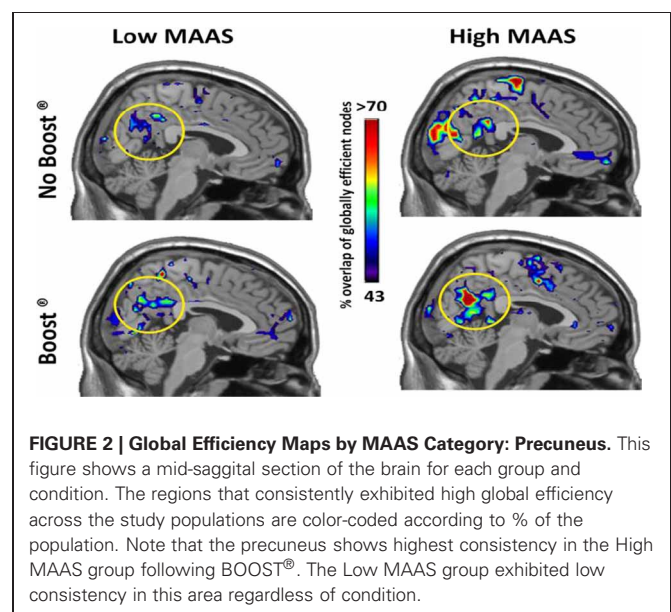 Low MAAS
High MAAS
No Boost ®
>70
% overlap of globally efficient nodes
43
Boost ®
FIGURE 2 | Global Efficiency Maps by MAAS Category: Precuneus. This
figure shows a mid-saggital section of the brain for each group and
condition. The regions that consistently exhibited high global efficiency
across the study populations are color-coded according to % of the
population. Note that the precuneus shows highest consistency in the High
MAAS group following BOOST®. The Low MAAS group exhibited low
consistency in this area regardless of condition.